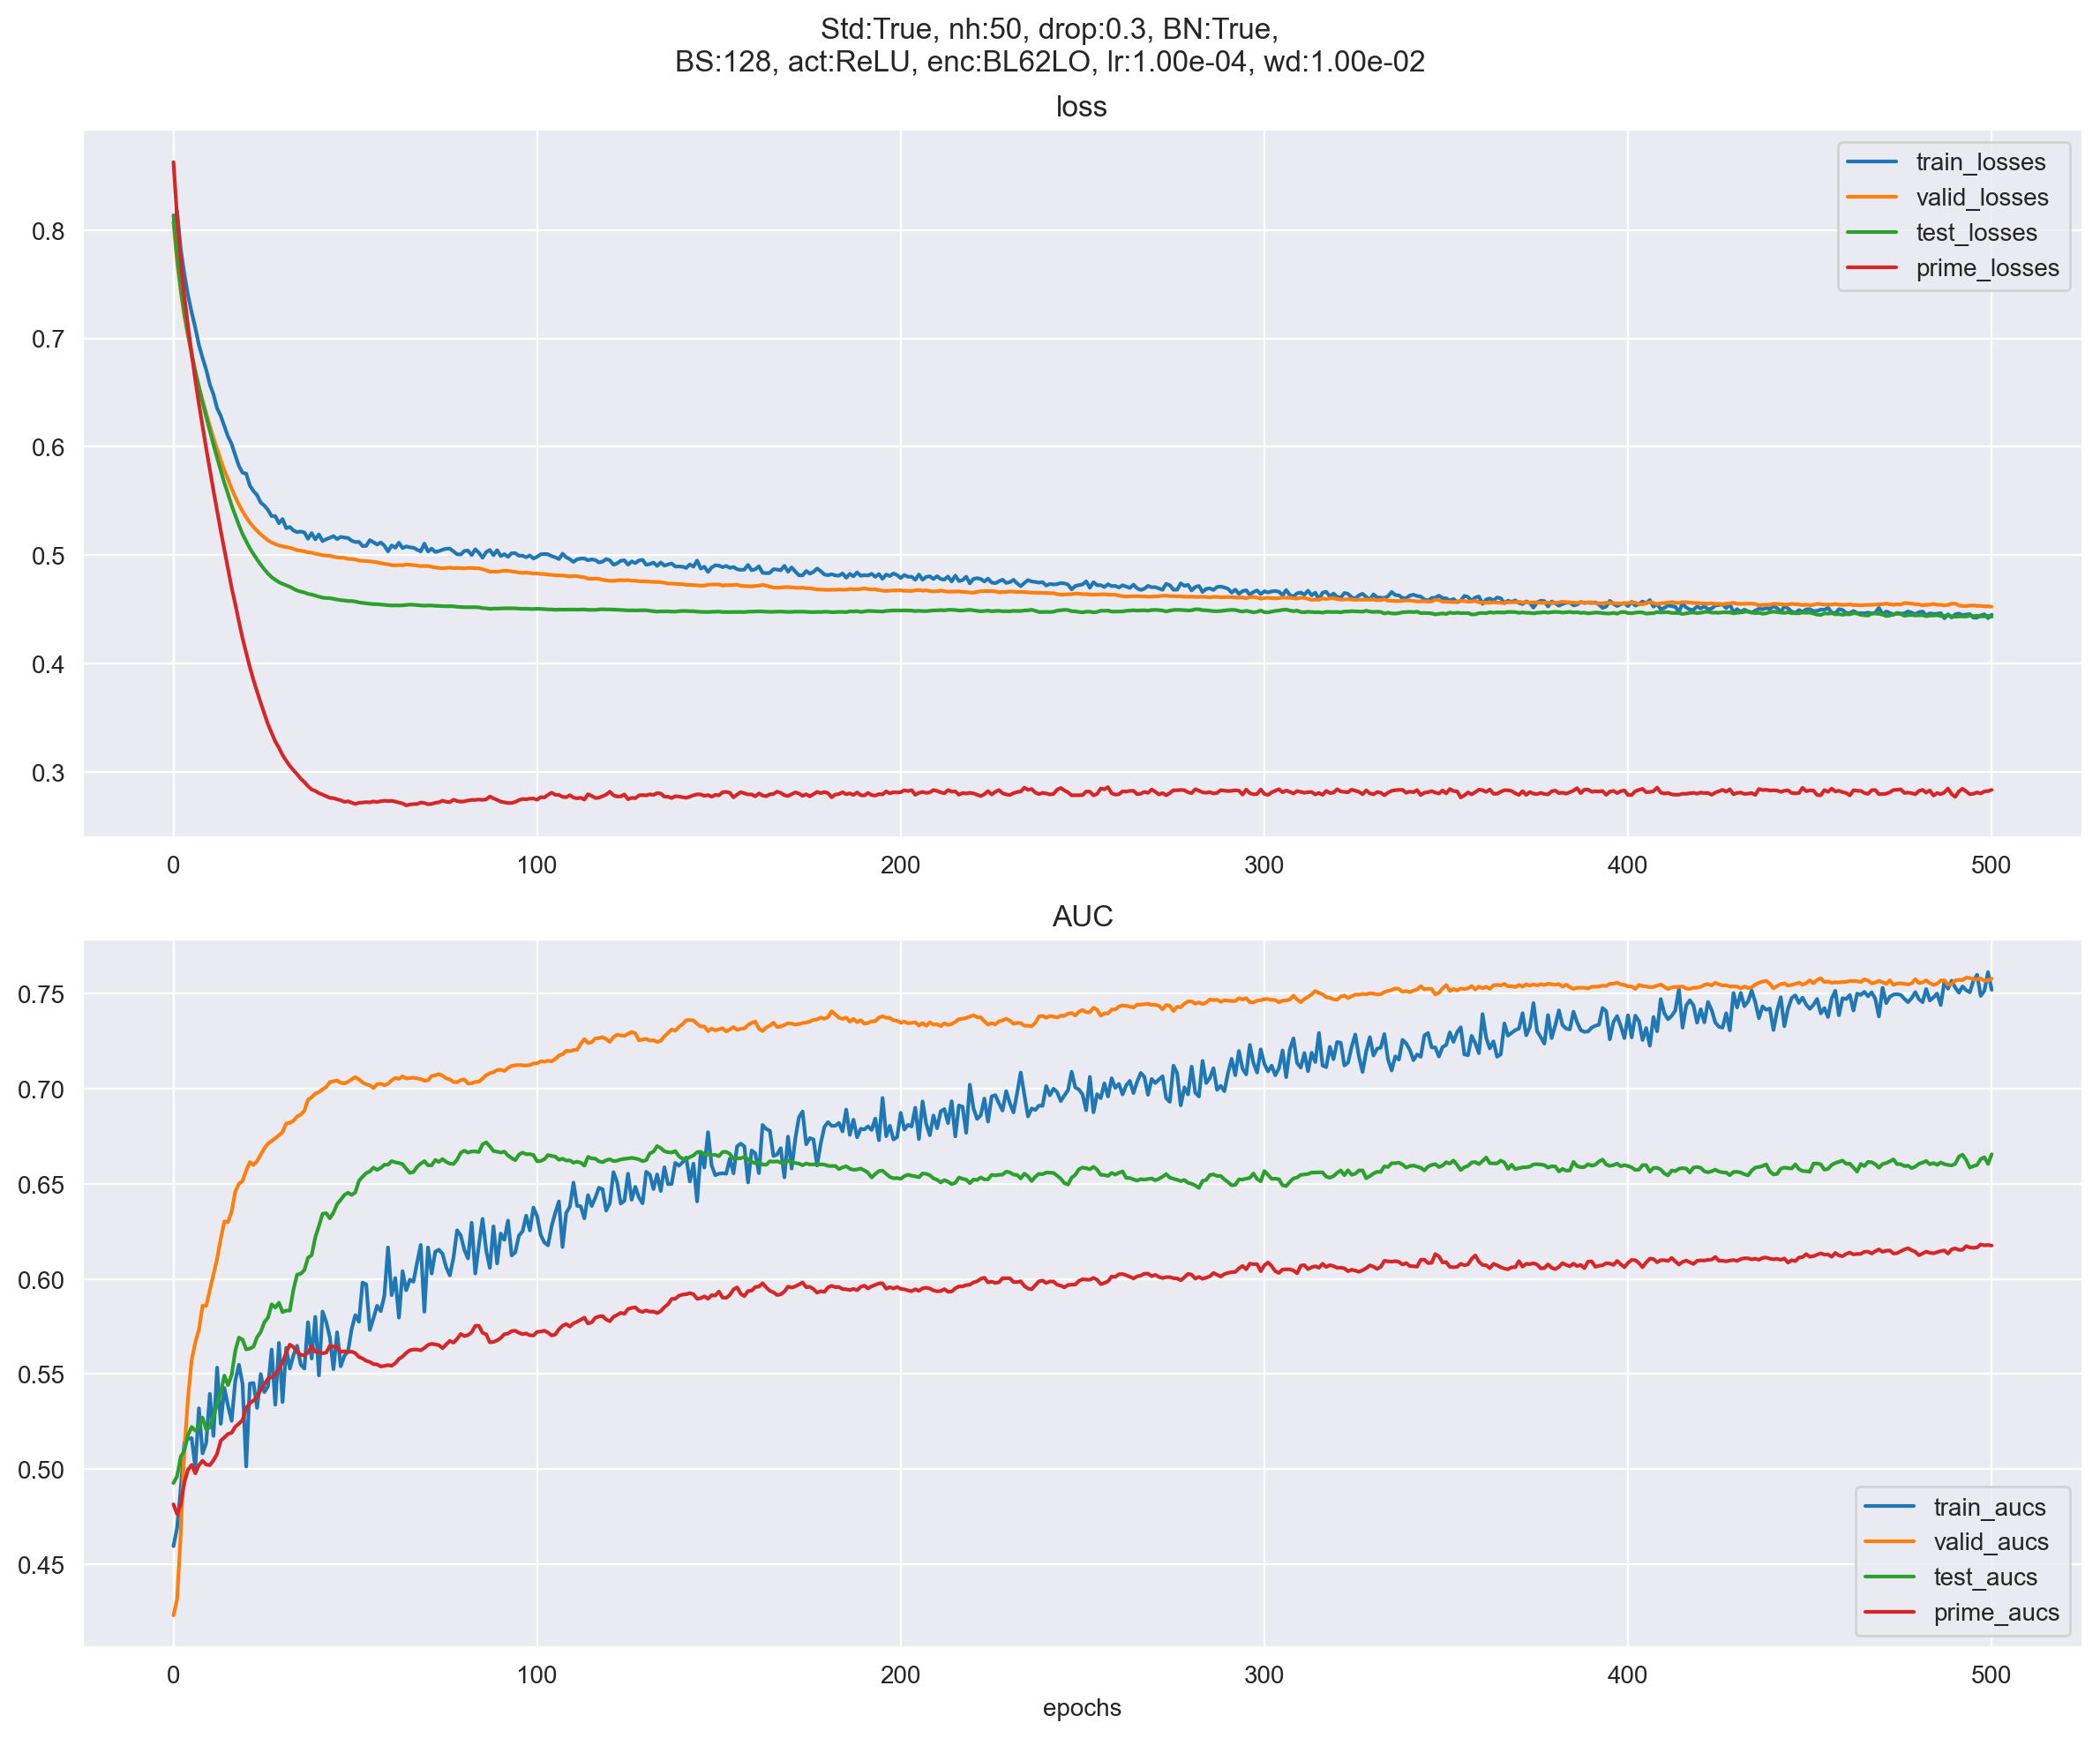 Std:True, nh:50, drop:0.3, BN:True,
BS:128, act:ReLU, enc:BL62LO, lr:1.00e-04, wd:1.00e-02
loss
train_losses
valid_losses
test_losses
prime_losses
0.8
0.7
0.6
0.5
0.4
0.3
0 100 200 300 400 500
AUC
0.75
0.70
0.65
0.60
0.55
0.50
0.45
train_aucs
valid_aucs
test_aucs
prime_aucs
0 100 200 300 400 500
epochs